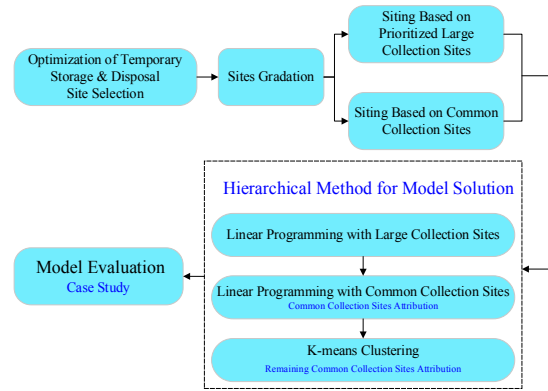 Optimization of Temporary
Storage & Disposal
Site Selection
Sites Gradation
Siting Based on
Prioritized Large
Collection Sites
Siting Based on Common
Collection Sites
Hierarchical Method for Model Solution
Linear Programming with Large Collection Sites
Linear Programming with Common Collection Sites
Common Collection Sites Attribution
K-means Clustering
Remaining Common Collection Sites Attribution
Model Evaluation
Case Study